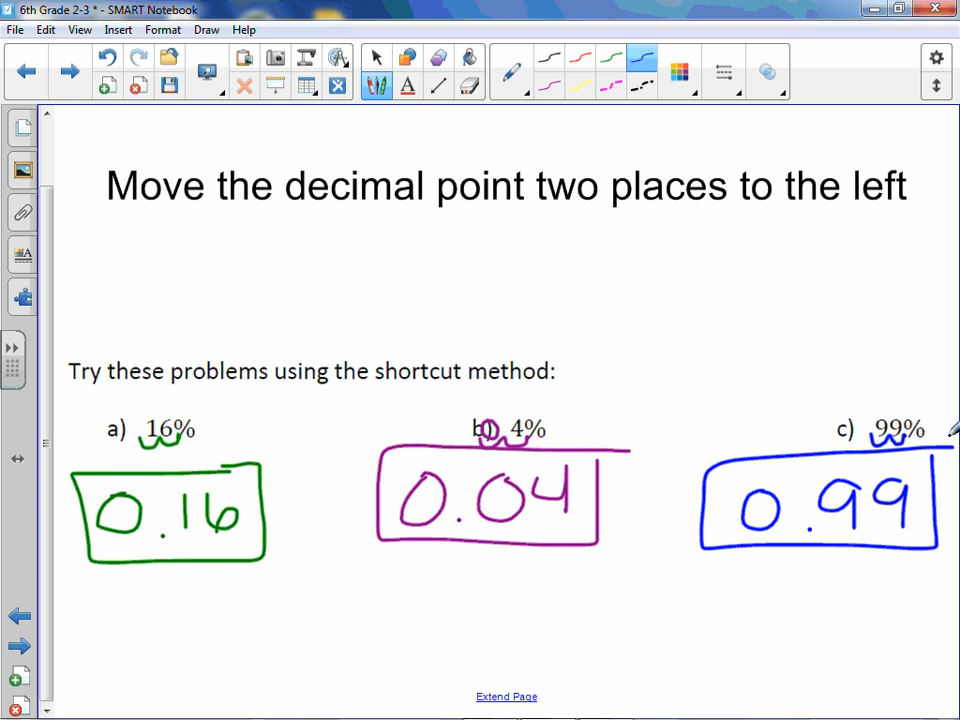 6th Grade 2-3 * - SMART Notebook
File Edit View Insert Format Draw Help
Move the decimal point two places to the left
Try these problems using the shortcut method:
a) 16% b) 0 4% c) 99%
0.16 0.04 0.99
Extend Page